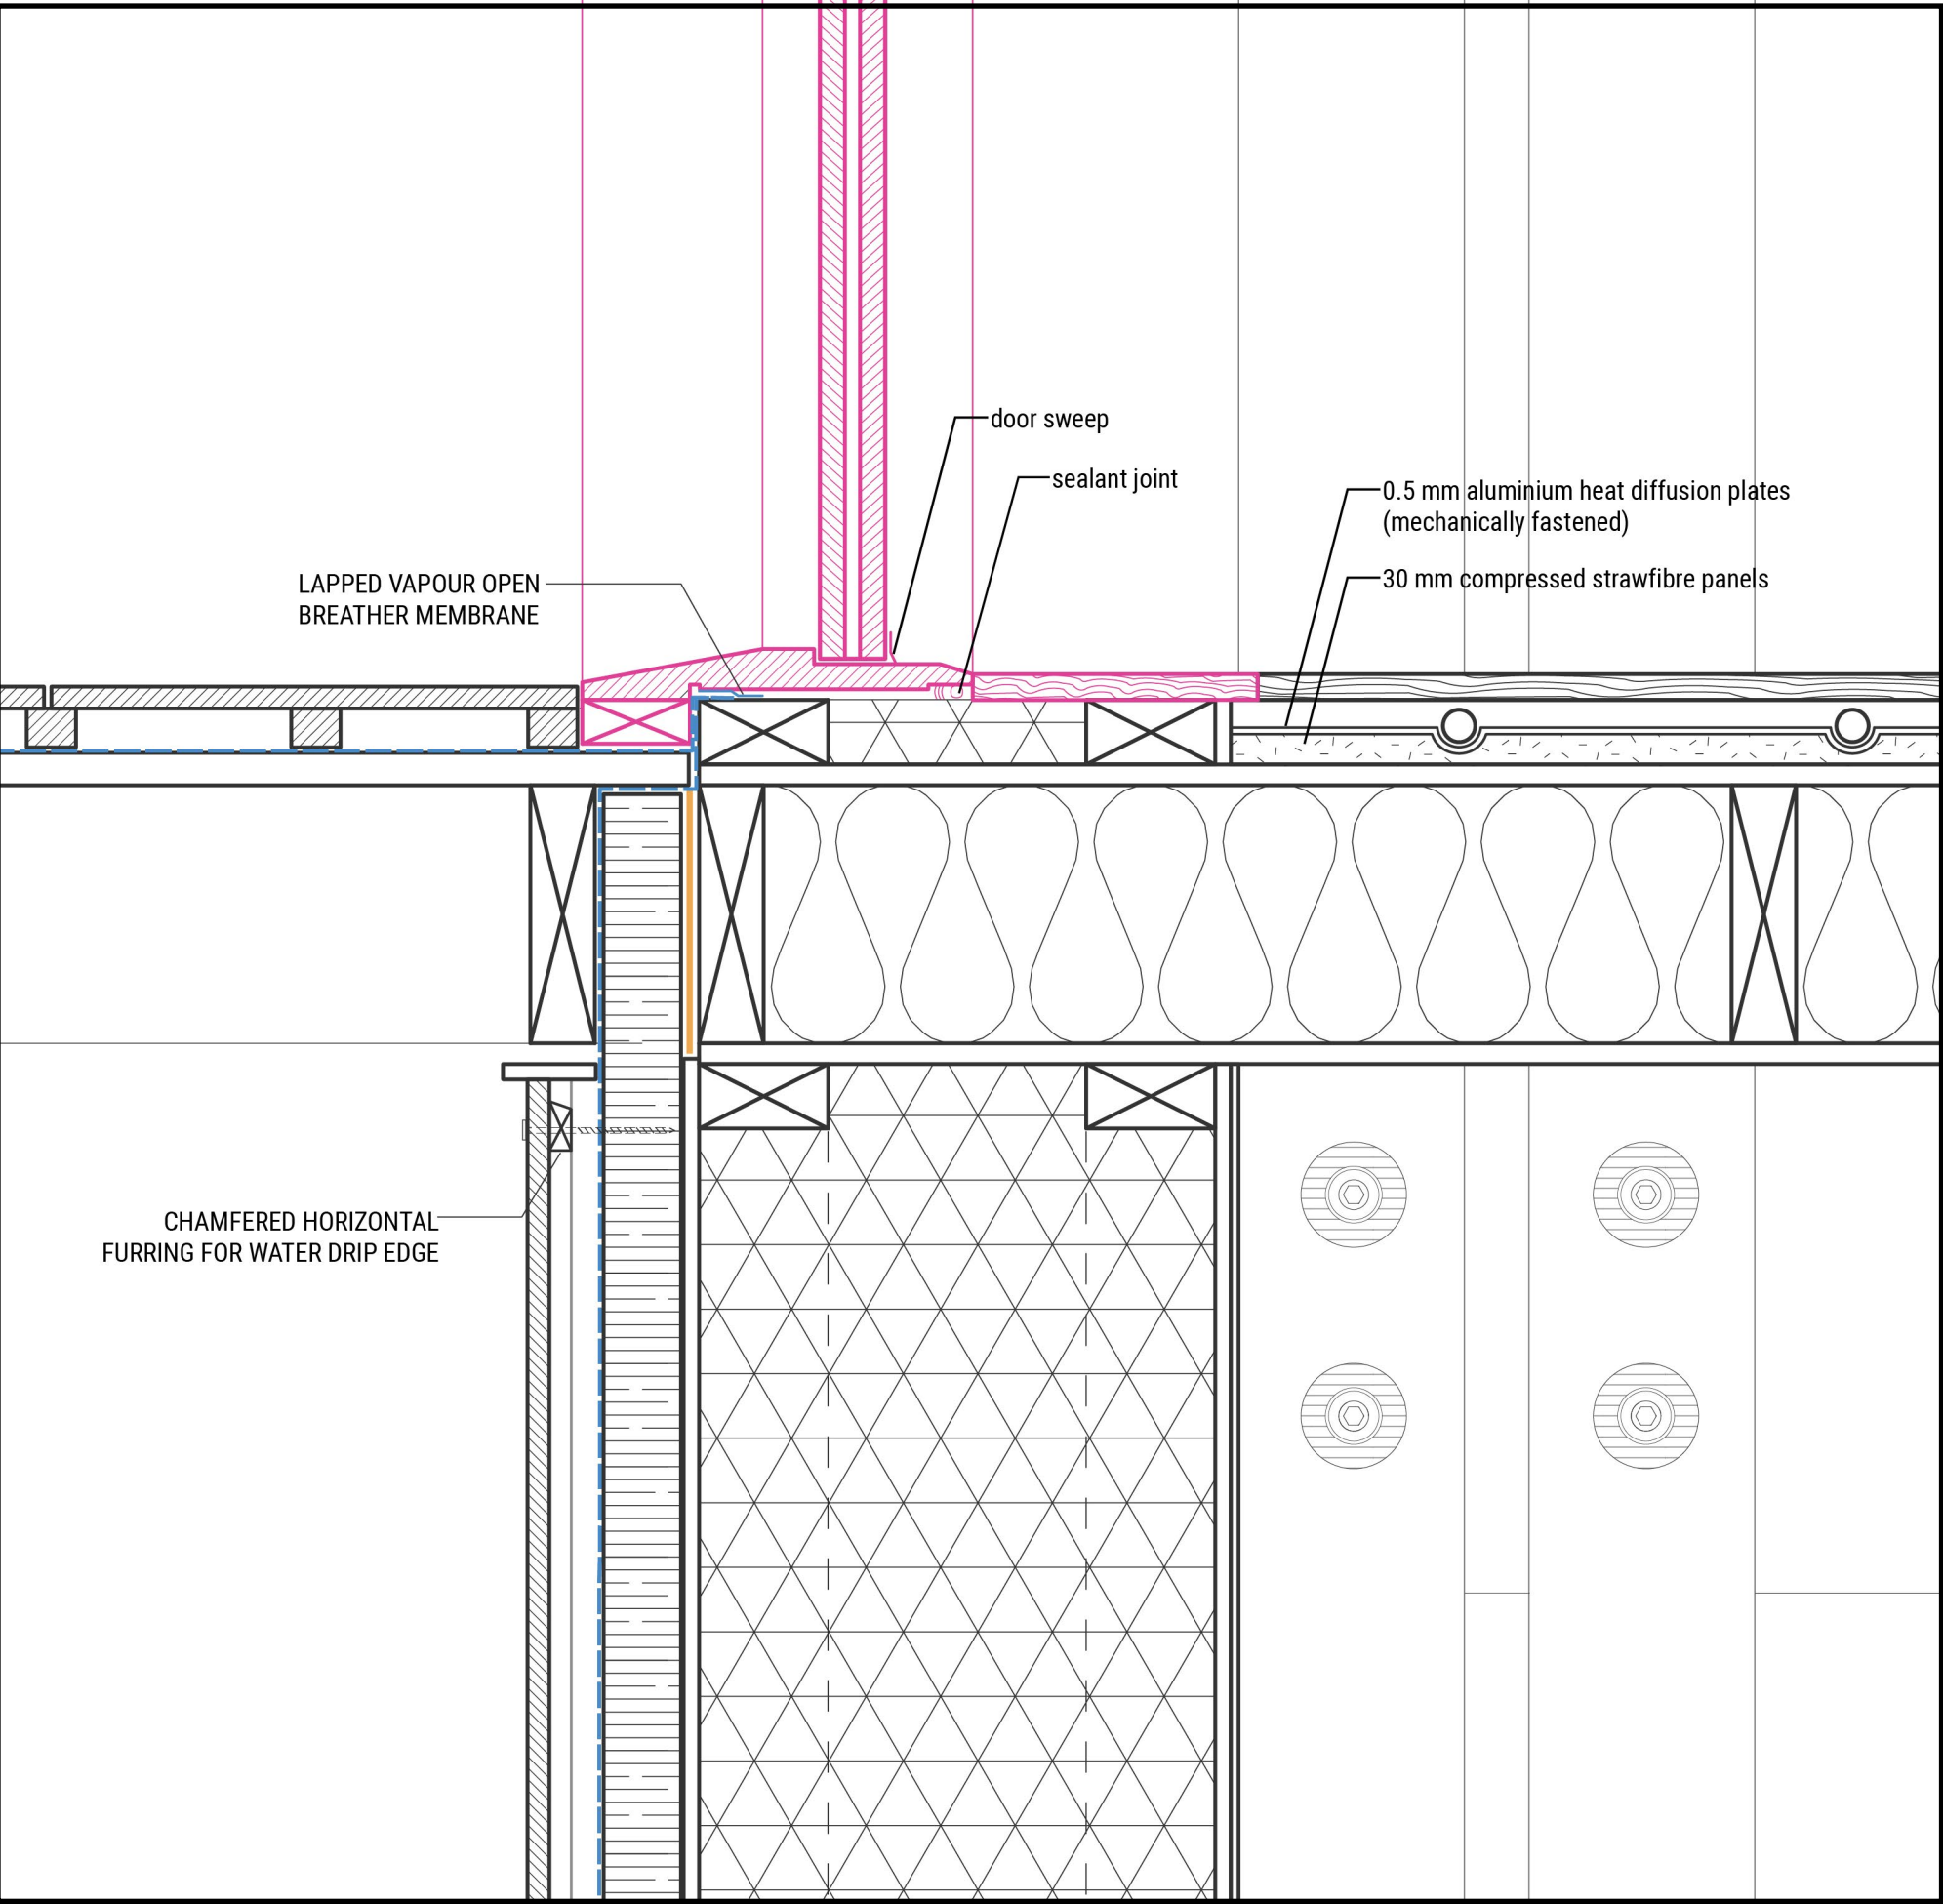 door sweep
sealant joint
0.5 mm aluminium heat diffusion plates
(mechanically fastened)
30 mm compressed strawfibre panels
LAPPED VAPOUR OPEN
BREATHER MEMBRANE
CHAMFERED HORIZONTAL
FURRING FOR WATER DRIP EDGE